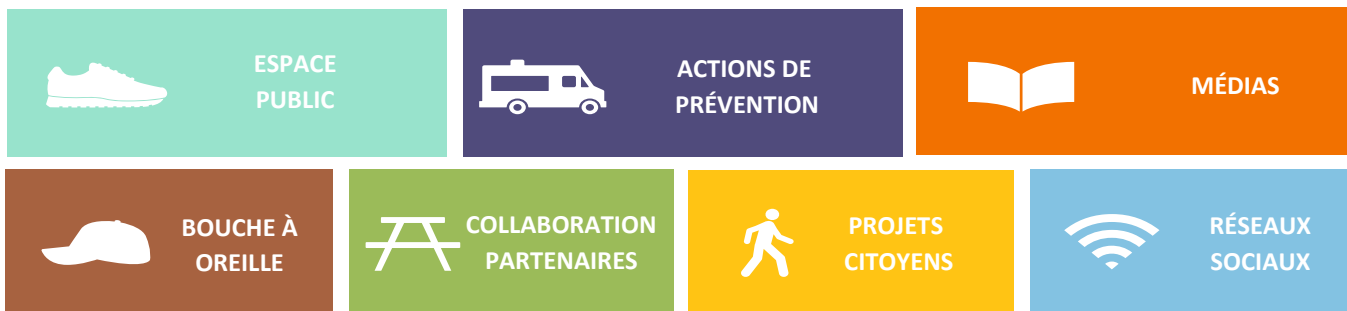 ESPACE
PUBLIC
ACTIONS DE
PRÉVENTION
MÉDIAS
BOUCHE À
OREILLE
COLLABORATION
PARTENAIRES
PROJETS
CITOYENS
RÉSEAUX
SOCIAUX